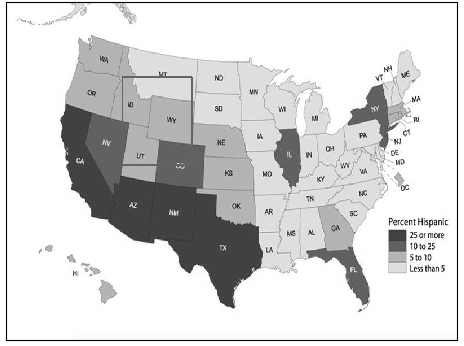 WA
MT
ND
MN
VT
NH
ME
OR
ID
SD
WI
MI
NY
MA
RI
CT
WY
IA
PA
NJ
NV
NE
IL
IN
OH
DE
MD
CA
UT
CO
KS
MO
KY
WV
VA
DC
AZ
NM
OK
AR
TN
NC
SC
TX
LA
MS
AL
GA
FL
HI
Percent Hispanic
25 or more
10 to 25
5 to 10
Less than 5